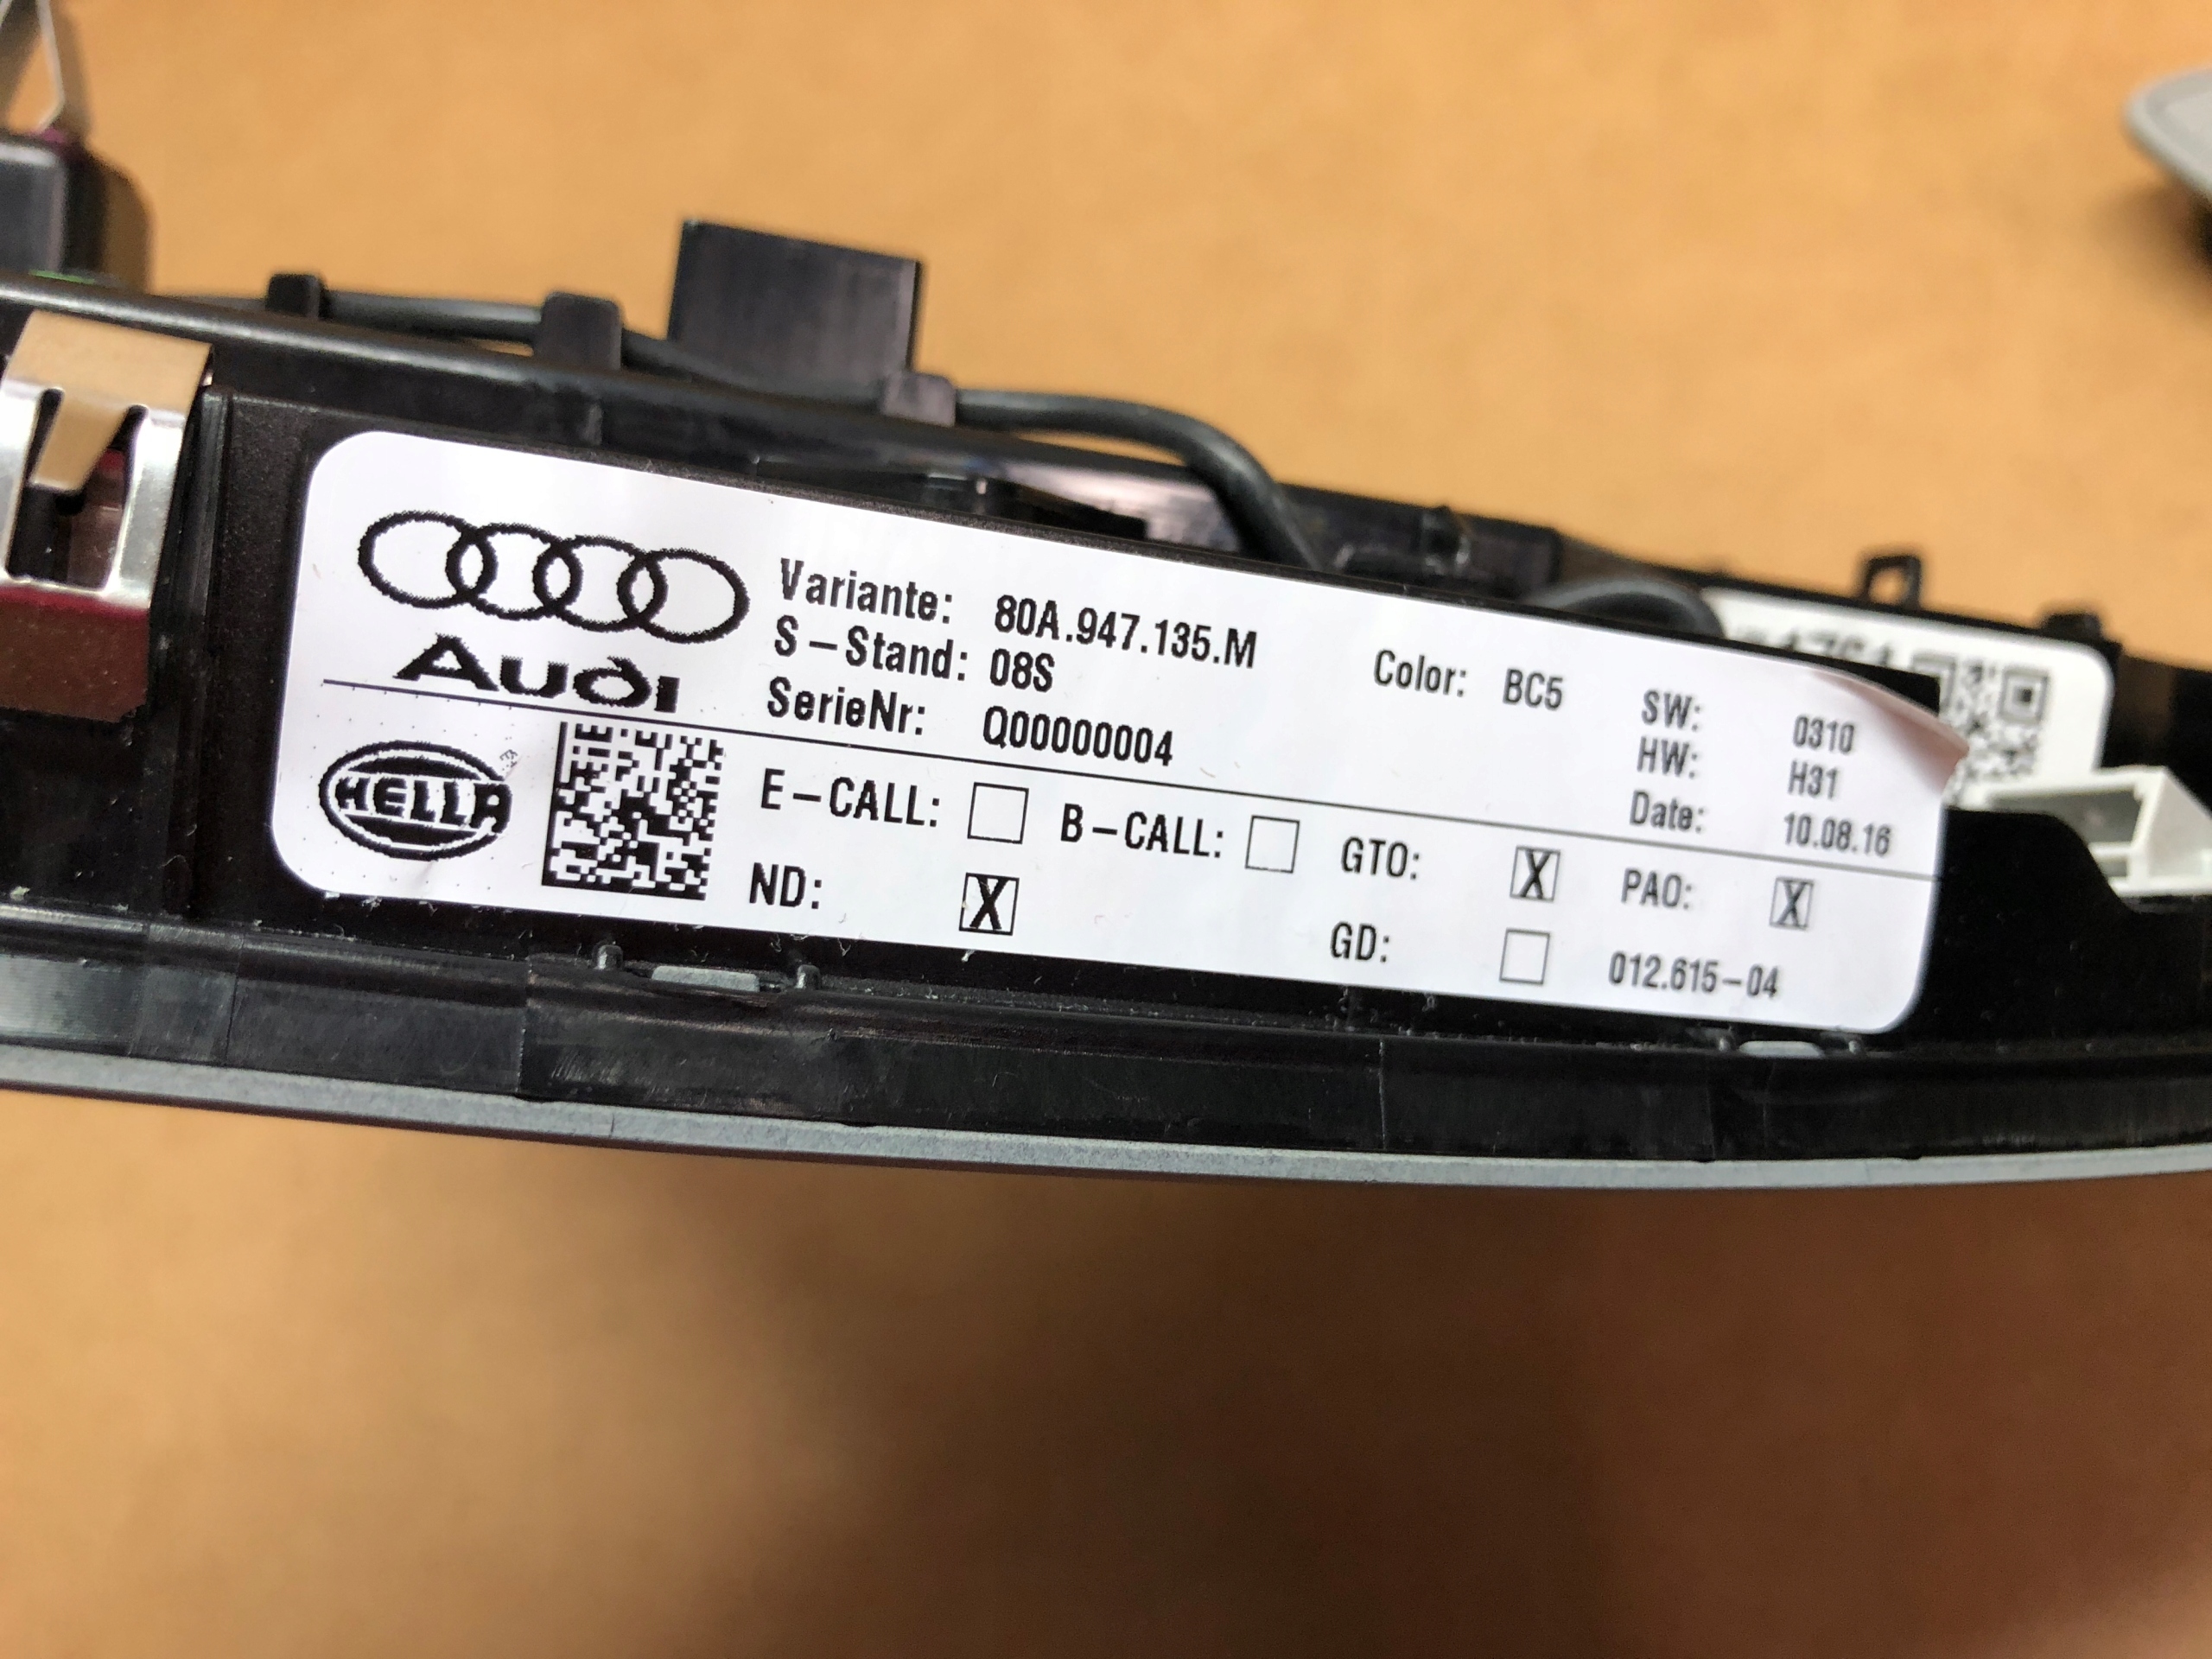 Audi
Variante: 80A.947.135.M
S-Stand: 08S
SerieNr: Q00000004
Color: BC5
SW: 0310
HW: H31
Date: 10.08.16
HELLA
E-CALL: ☐ B-CALL: ☐ GTO: ☒ PAO: ☒
ND: ☒ GD: ☐ 012.615-04